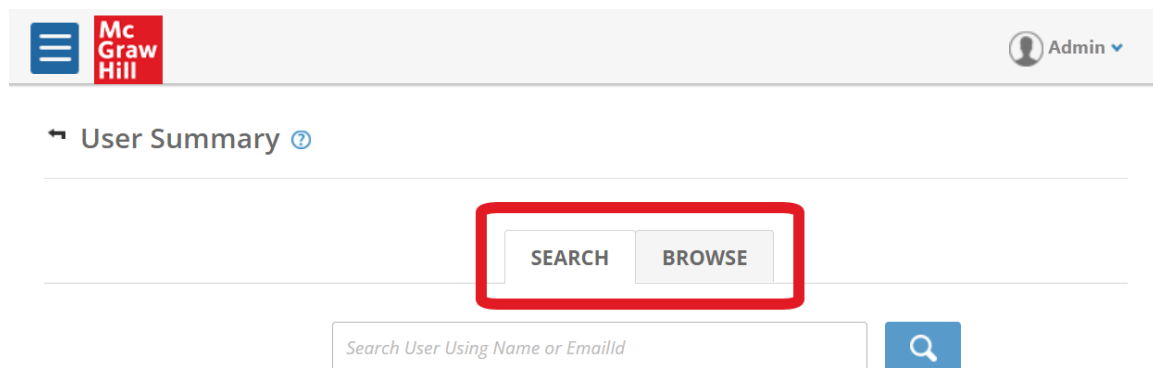 Mc
Graw
Hill
Admin
User Summary
SEARCH BROWSE
Search User Using Name or EmailId